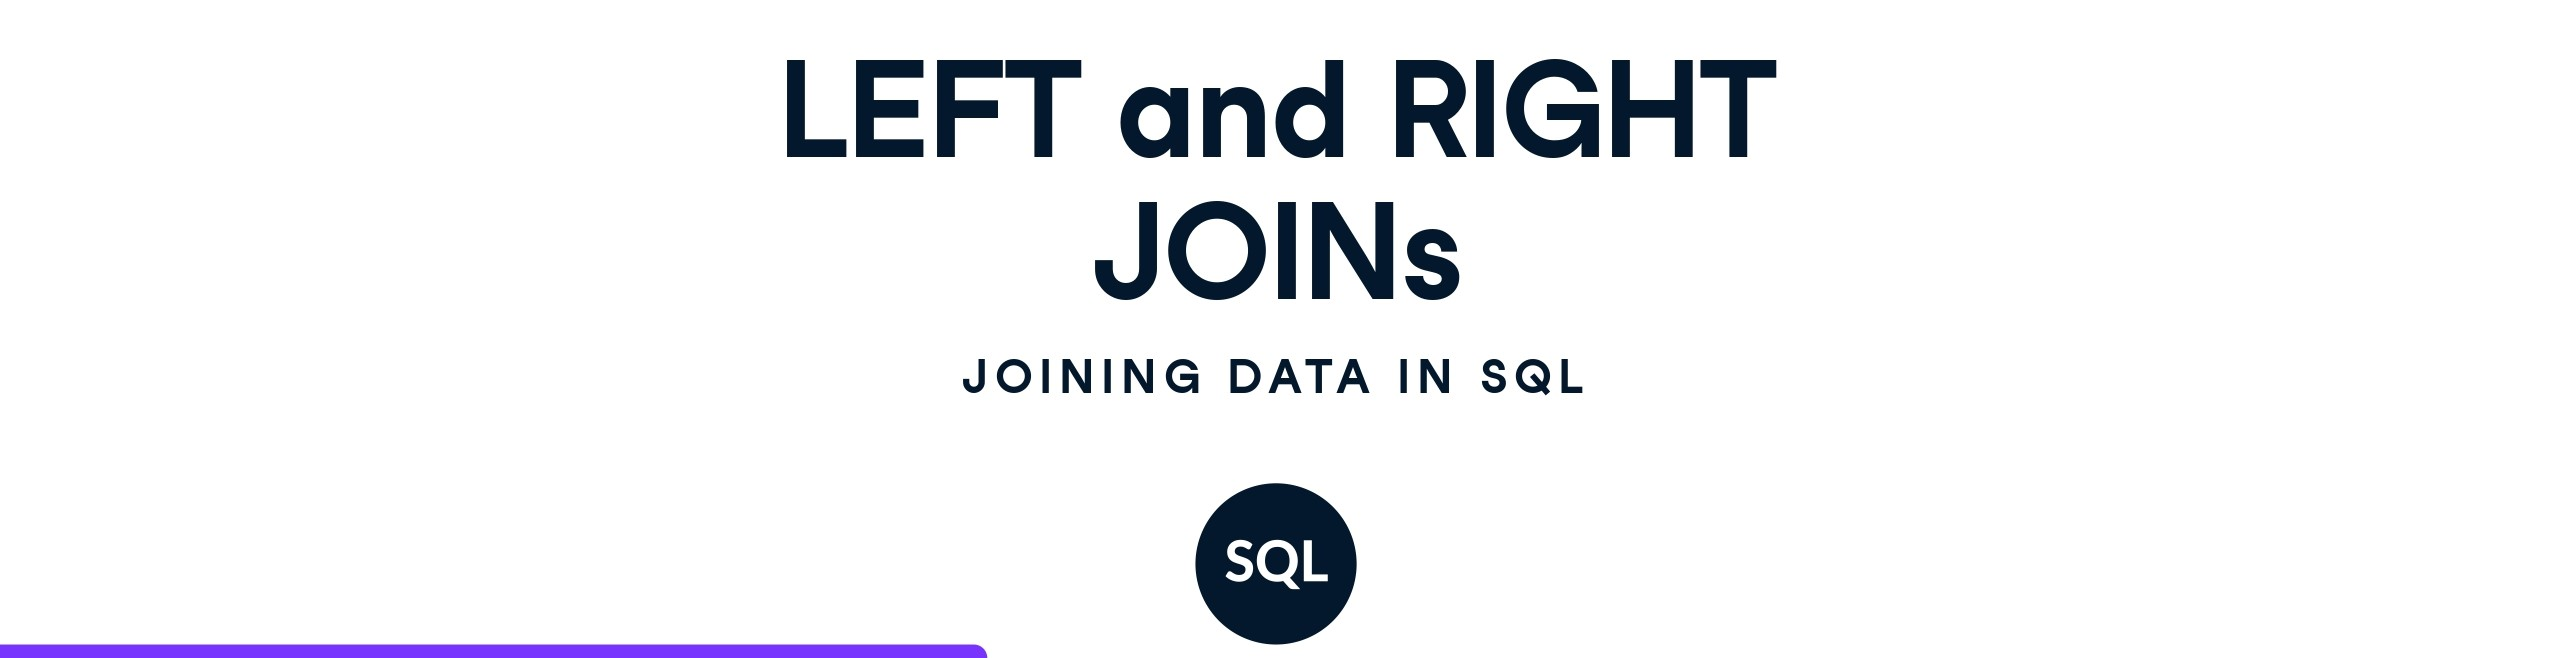 LEFT and RIGHT
JOINs
JOINING DATA IN SQL
SQL